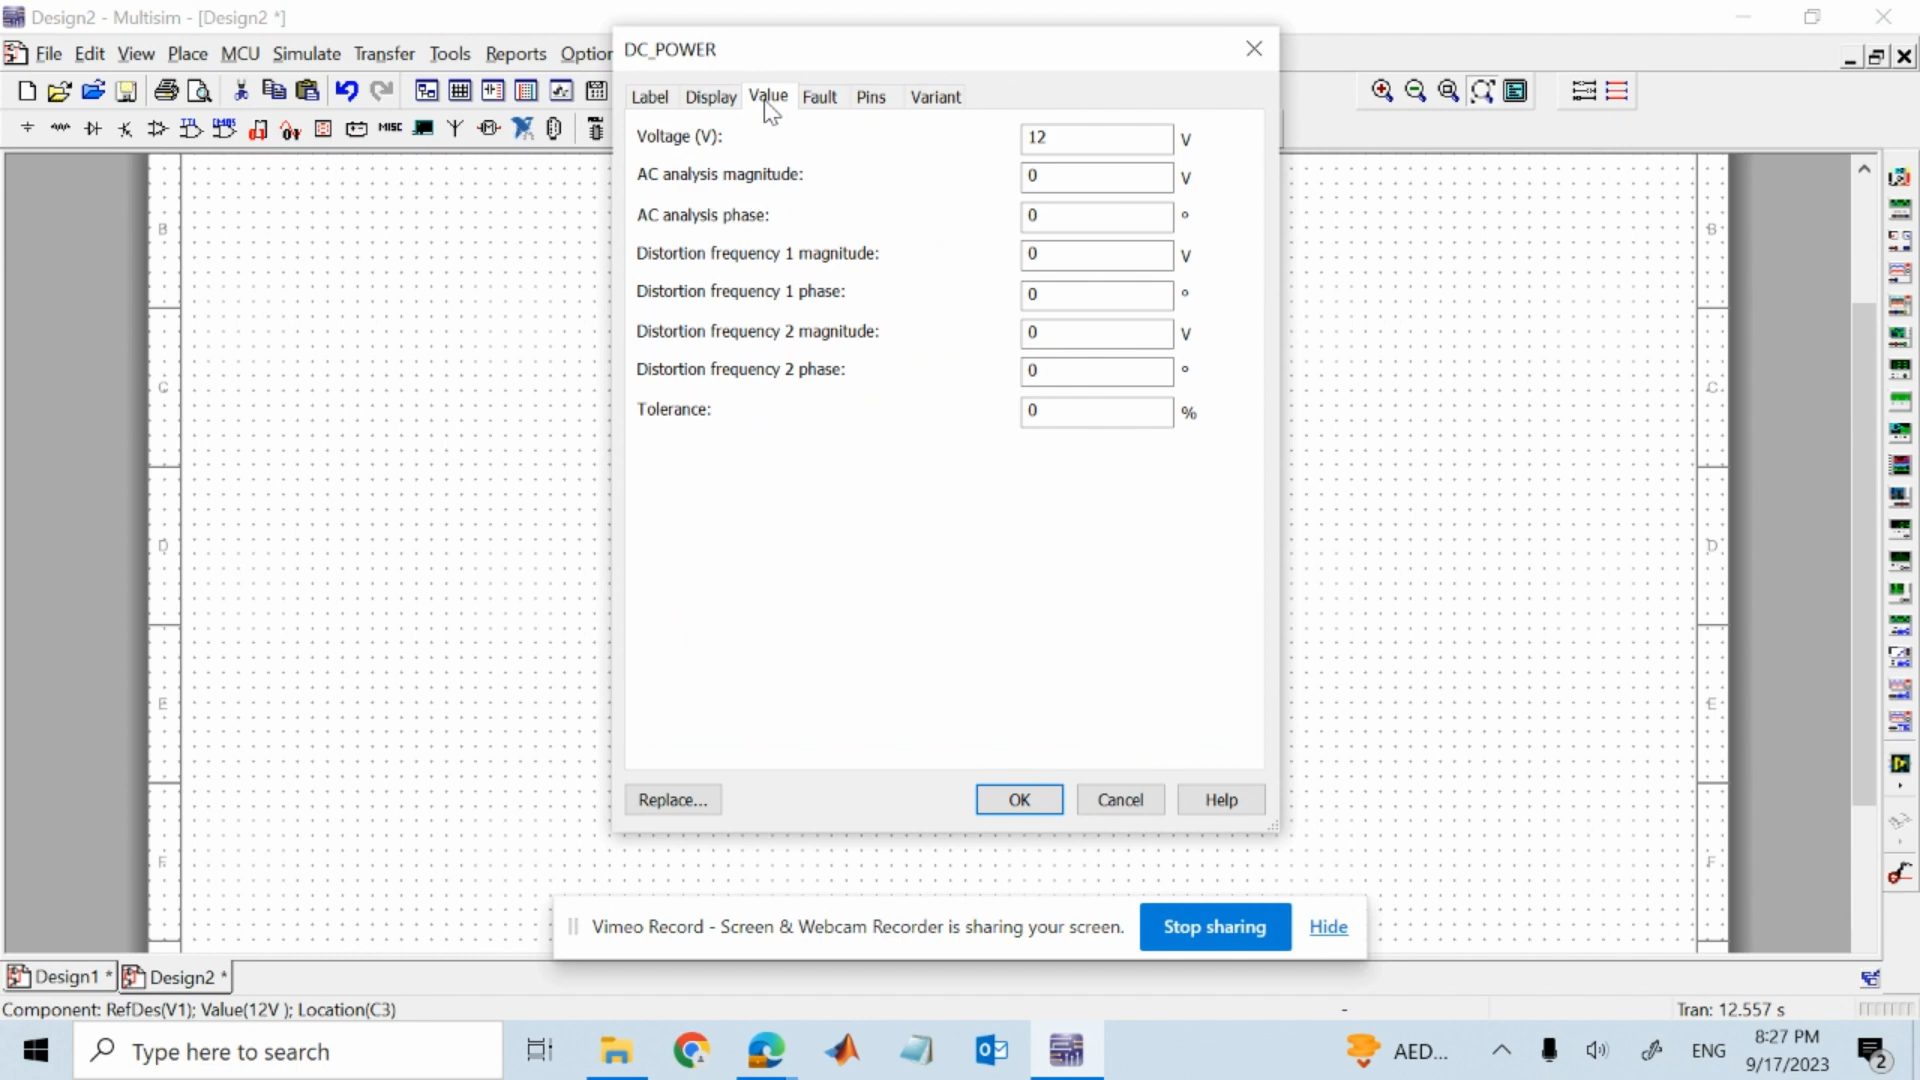 Design2 - Multisim - [Design2 *]
File Edit View Place MCU Simulate Transfer Tools Reports Option
DC_POWER
Label Display Value Fault Pins Variant
MISC
Voltage (V): 12 V
AC analysis magnitude: 0 V
AC analysis phase: 0 °
Distortion frequency 1 magnitude: 0 V
Distortion frequency 1 phase: 0 °
Distortion frequency 2 magnitude: 0 V
Distortion frequency 2 phase: 0 °
Tolerance: 0 %
B B
C C
D D
E E
F F
Replace... OK Cancel Help
Vimeo Record - Screen & Webcam Recorder is sharing your screen. Stop sharing Hide
Design1 * Design2 *
Component: RefDes(V1); Value(12V ); Location(C3) - Tran: 12.557 s
Type here to search
AED... ENG
8:27 PM
9/17/2023
2